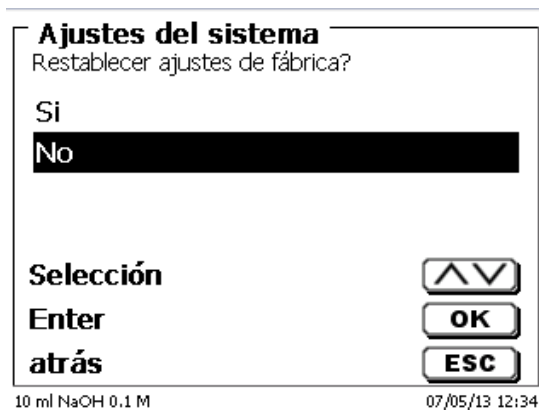 Ajustes del sistema
Restablecer ajustes de fábrica?
Si
No
Selección
Enter OK
atrás ESC
10 ml NaOH 0.1 M 07/05/13 12:34